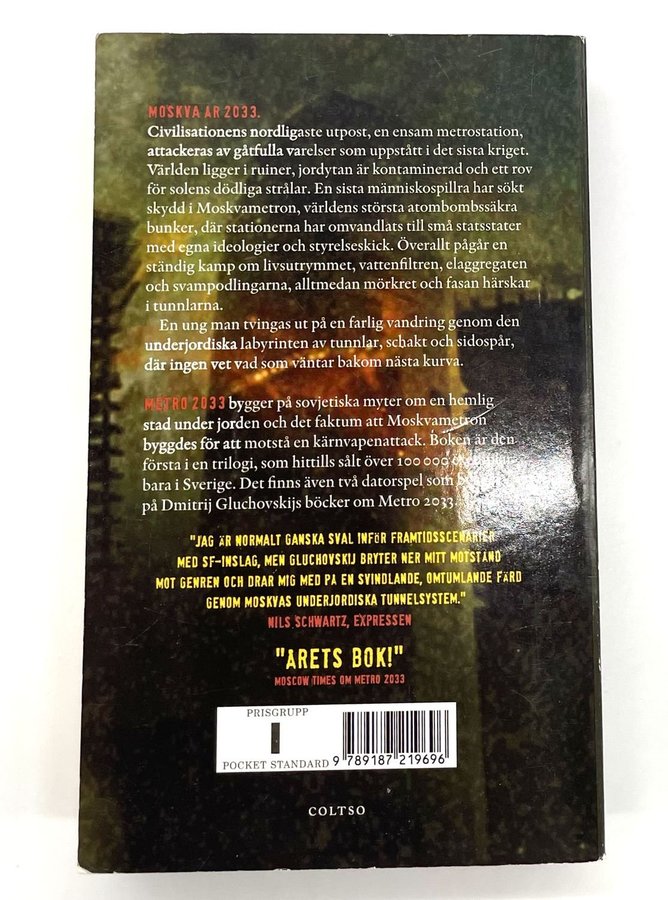 MOSKVA ÅR 2033.
Civilisationens nordligaste utpost, en ensam metrostation,
attackeras av gåtfulla varelser som uppstått i det sista kriget.
Världen ligger i ruiner, jordytan är kontaminerad och ett rov
för solens dödliga strålar. En sista människospillra har sökt
skydd i Moskvametron, världens största atombombssäkra
bunker, där stationerna har omvandlats till små statsstater
med egna ideologier och styrelseskick. Överallt pågår en
ständig kamp om livsutrymmet, vattenfiltren, elaggregaten
och svampodlingarna, alltmedan mörkret och fasan härskar
i tunnlarna.
En ung man tvingas ut på en farlig vandring genom den
underjordiska labyrinten av tunnlar, schakt och sidospår,
där ingen vet vad som väntar bakom nästa kurva.
METRO 2033 bygger på sovjetiska myter om en hemlig
stad under jorden och det faktum att Moskvametron
byggdes för att motstå en kärnvapenattack. Boken är den
första i en trilogi, som hittills sålt över 100 000
bara i Sverige. Det finns även två datorspel som
på Dmitrij Gluchovskijs böcker om Metro 2033.
"JAG ÄR NORMALT GANSKA SVAL INFÖR FRAMTIDSSCENARIER
MED SF-INSLAG, MEN GLUCHOVSKIJ BRYTER NER MITT MOTSTÅND
MOT GENREN OCH DRAR MIG MED PÅ EN SVINDLANDE, OMTUMLANDE FÄRD
GENOM MOSKVAS UNDERJORDISKA TUNNELSYSTEM."
NILS SCHWARTZ, EXPRESSEN
"ÅRETS BOK!"
MOSCOW TIMES OM METRO 2033
PRISGRUPP
I
POCKET STANDARD
9 789187 219696
COLTSO